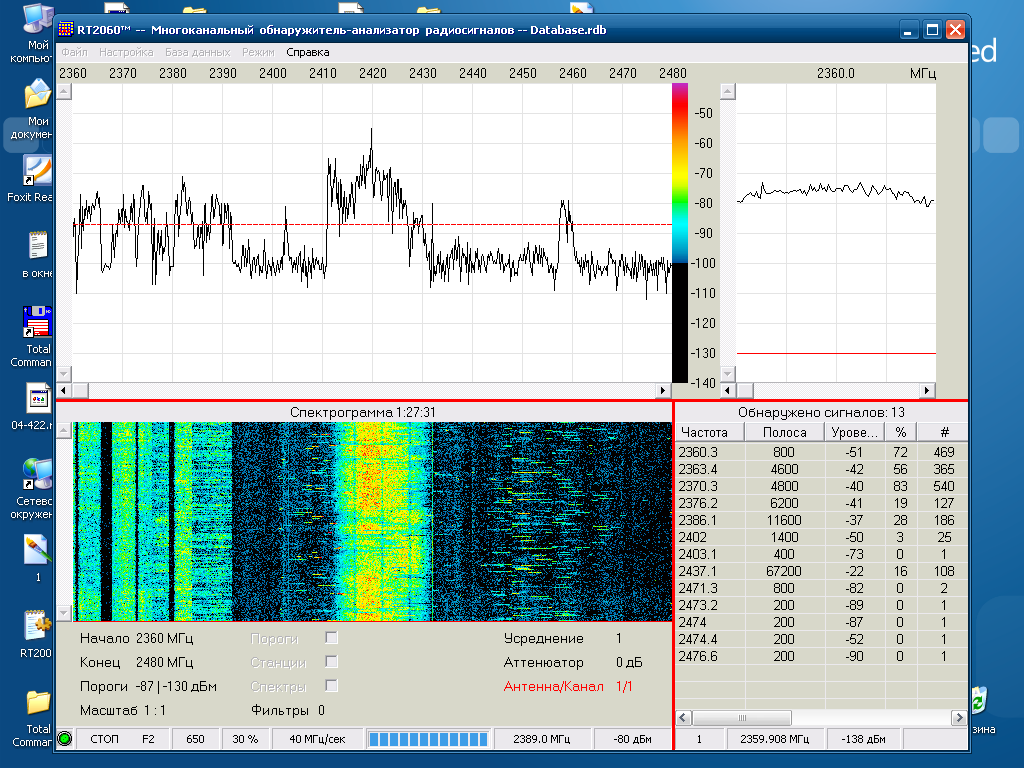 RT2060™ -- Многоканальный обнаружитель-анализатор радиосигналов -- Database.rdb
Файл Настройка База данных Режим Справка
2360 2370 2380 2390 2400 2410 2420 2430 2440 2450 2460 2470 2480
2360.0 МГц
-50
-60
-70
-80
-90
-100
-110
-120
-130
-140
Спектрограмма 1:27:31
Обнаружено сигналов: 13
Частота Полоса Урове... % #
2360.3 800 -51 72 469
2363.4 4600 -42 56 365
2370.3 4800 -40 83 540
2376.2 6200 -41 19 127
2386.1 11600 -37 28 186
2402 1400 -50 3 25
2403.1 400 -73 0 1
2437.1 67200 -22 16 108
2471.3 800 -82 0 2
2473.2 200 -89 0 1
2474 200 -87 0 1
2474.4 200 -52 0 1
2476.6 200 -90 0 1
Начало 2360 МГц Пороги Усреднение 1
Конец 2480 МГц Станции Аттенюатор 0 дБ
Пороги -87|-130 дБм Спектры Антенна/Канал 1/1
Масштаб 1:1 Фильтры 0
СТОП F2 650 30 % 40 МГц/сек 2389.0 МГц -80 дБм 1 2359.908 МГц -138 дБм
Мой
компью
Мои
докумен
Foxit Rea
в окне
Total
Comman
04-422.r
Сетево
окружен
1
RT200
Total
Commar
ed
зина